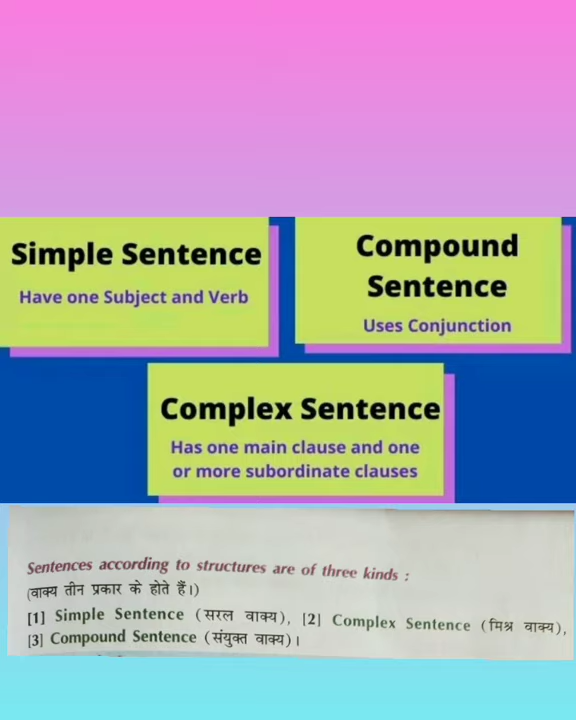 Simple Sentence
Have one Subject and Verb
Compound
Sentence
Uses Conjunction
Complex Sentence
Has one main clause and one
or more subordinate clauses
Sentences according to structures are of three kinds :
(वाक्य तीन प्रकार के होते हैं।)
[1] Simple Sentence (सरल वाक्य), [2] Complex Sentence (मिश्र वाक्य),
[3] Compound Sentence (संयुक्त वाक्य)।